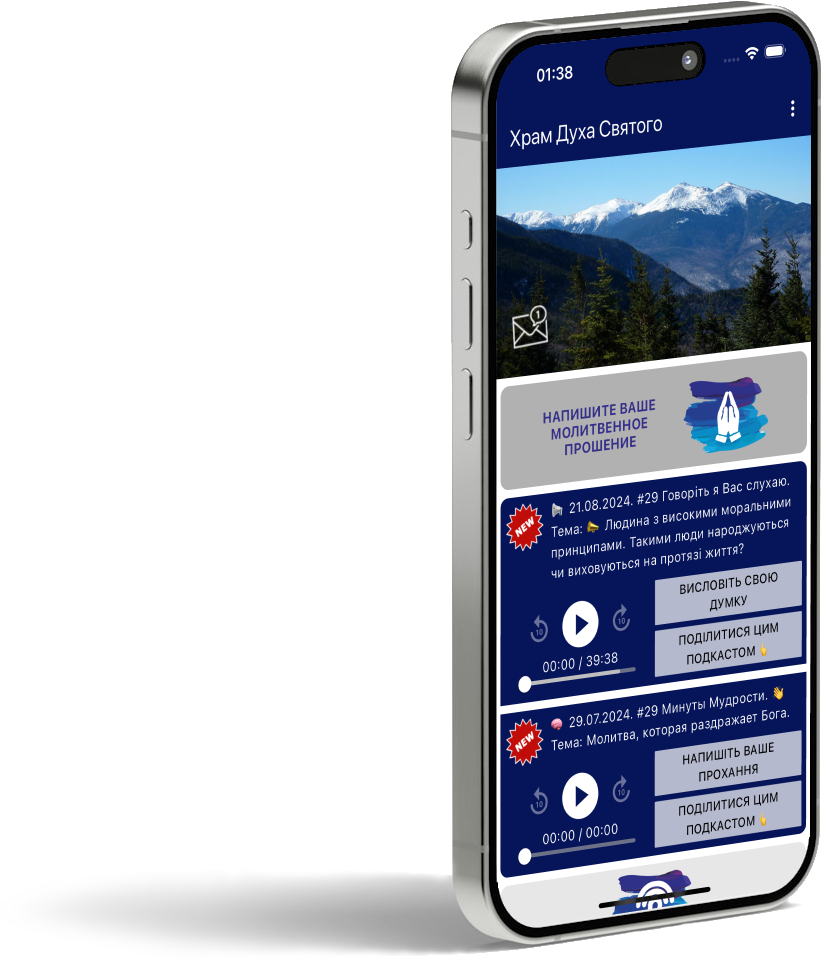 01:38
Храм Духа Святого
1
НАПИШИТЕ ВАШЕ
МОЛИТВЕННОЕ
ПРОШЕНИЕ
NEW
📢 21.08.2024. #29 Говоріть я Вас слухаю.
Тема: 📣 Людина з високими моральними
принципами. Такими люди народжуються
чи виховуються на протязі життя?
10
10
00:00 / 39:38
ВИСЛОВІТЬ СВОЮ
ДУМКУ
ПОДІЛИТИСЯ ЦИМ
ПОДКАСТОМ 👆
NEW
🧠 29.07.2024. #29 Минуты Мудрости. 👋
Тема: Молитва, которая раздражает Бога.
10
10
00:00 / 00:00
НАПИШІТЬ ВАШЕ
ПРОХАННЯ
ПОДІЛИТИСЯ ЦИМ
ПОДКАСТОМ 👆